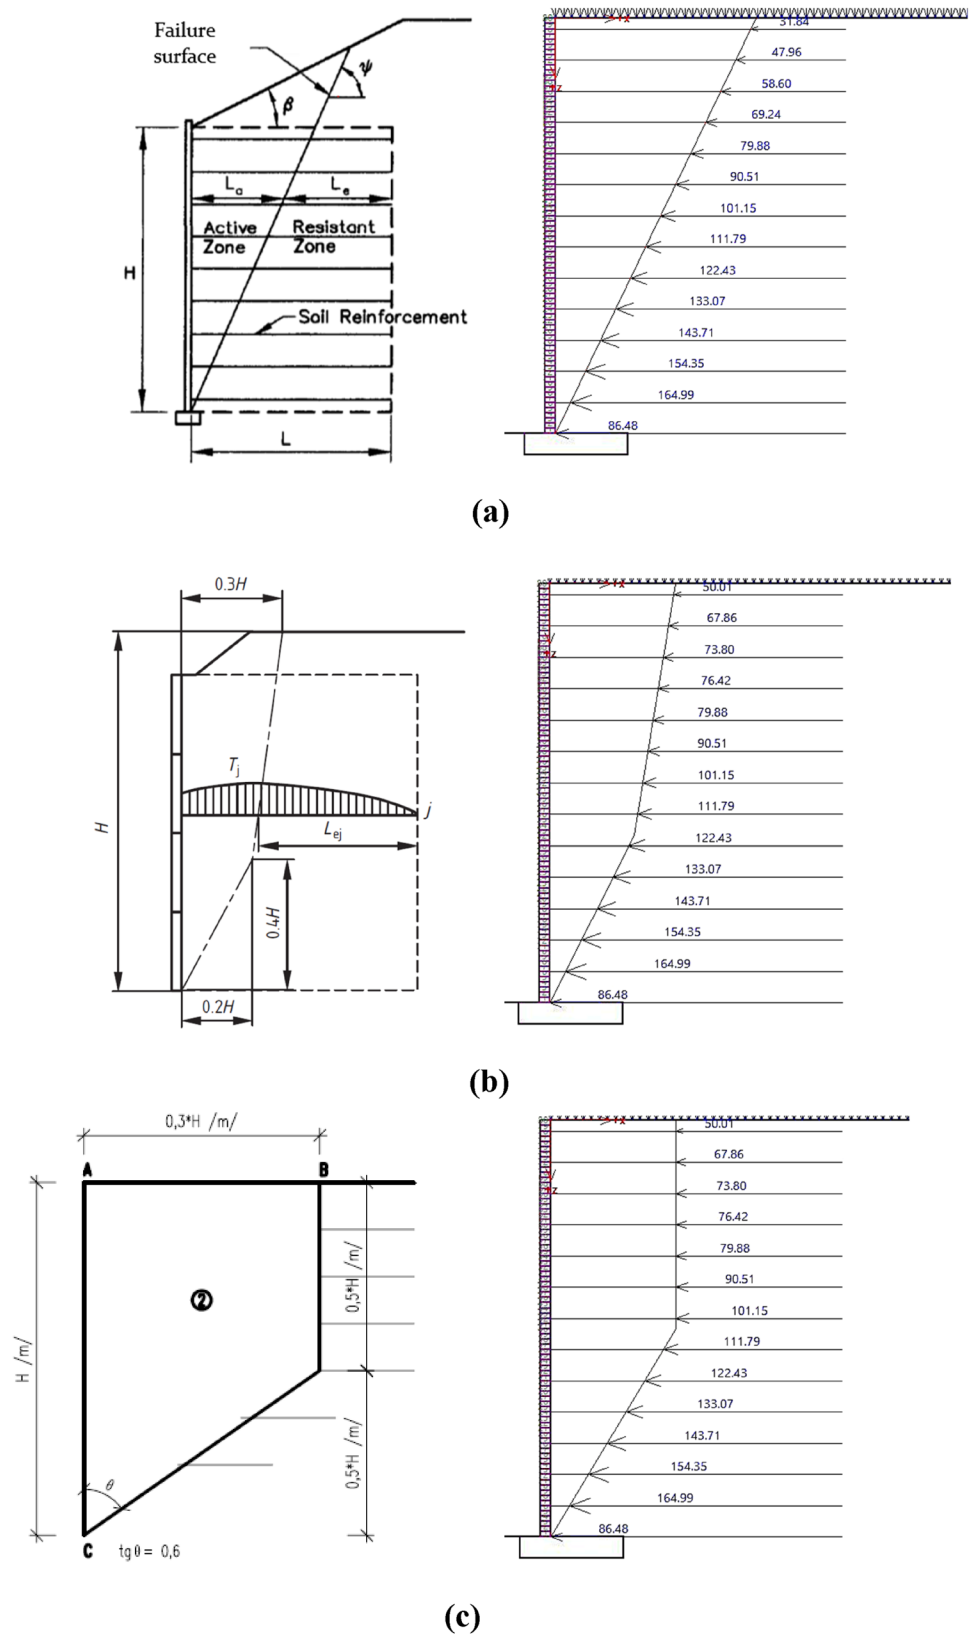 Failure
surface
ψ
β
La
Le
Active
Zone
Resistant
Zone
H
Soil Reinforcement
L
x
z
31.84
47.96
58.60
69.24
79.88
90.51
101.15
111.79
122.43
133.07
143.71
154.35
164.99
86.48
(a)
0.3H
Tj
j
Lej
H
0.4H
0.2H
x
z
50.01
67.86
73.80
76.42
79.88
90.51
101.15
111.79
122.43
133.07
143.71
154.35
164.99
86.48
(b)
0,3*H /m/
A
B
2
0,5*H /m/
H /m/
0,5*H /m/
θ
C
tg θ = 0,6
x
z
50.01
67.86
73.80
76.42
79.88
90.51
101.15
111.79
122.43
133.07
143.71
154.35
164.99
86.48
(c)